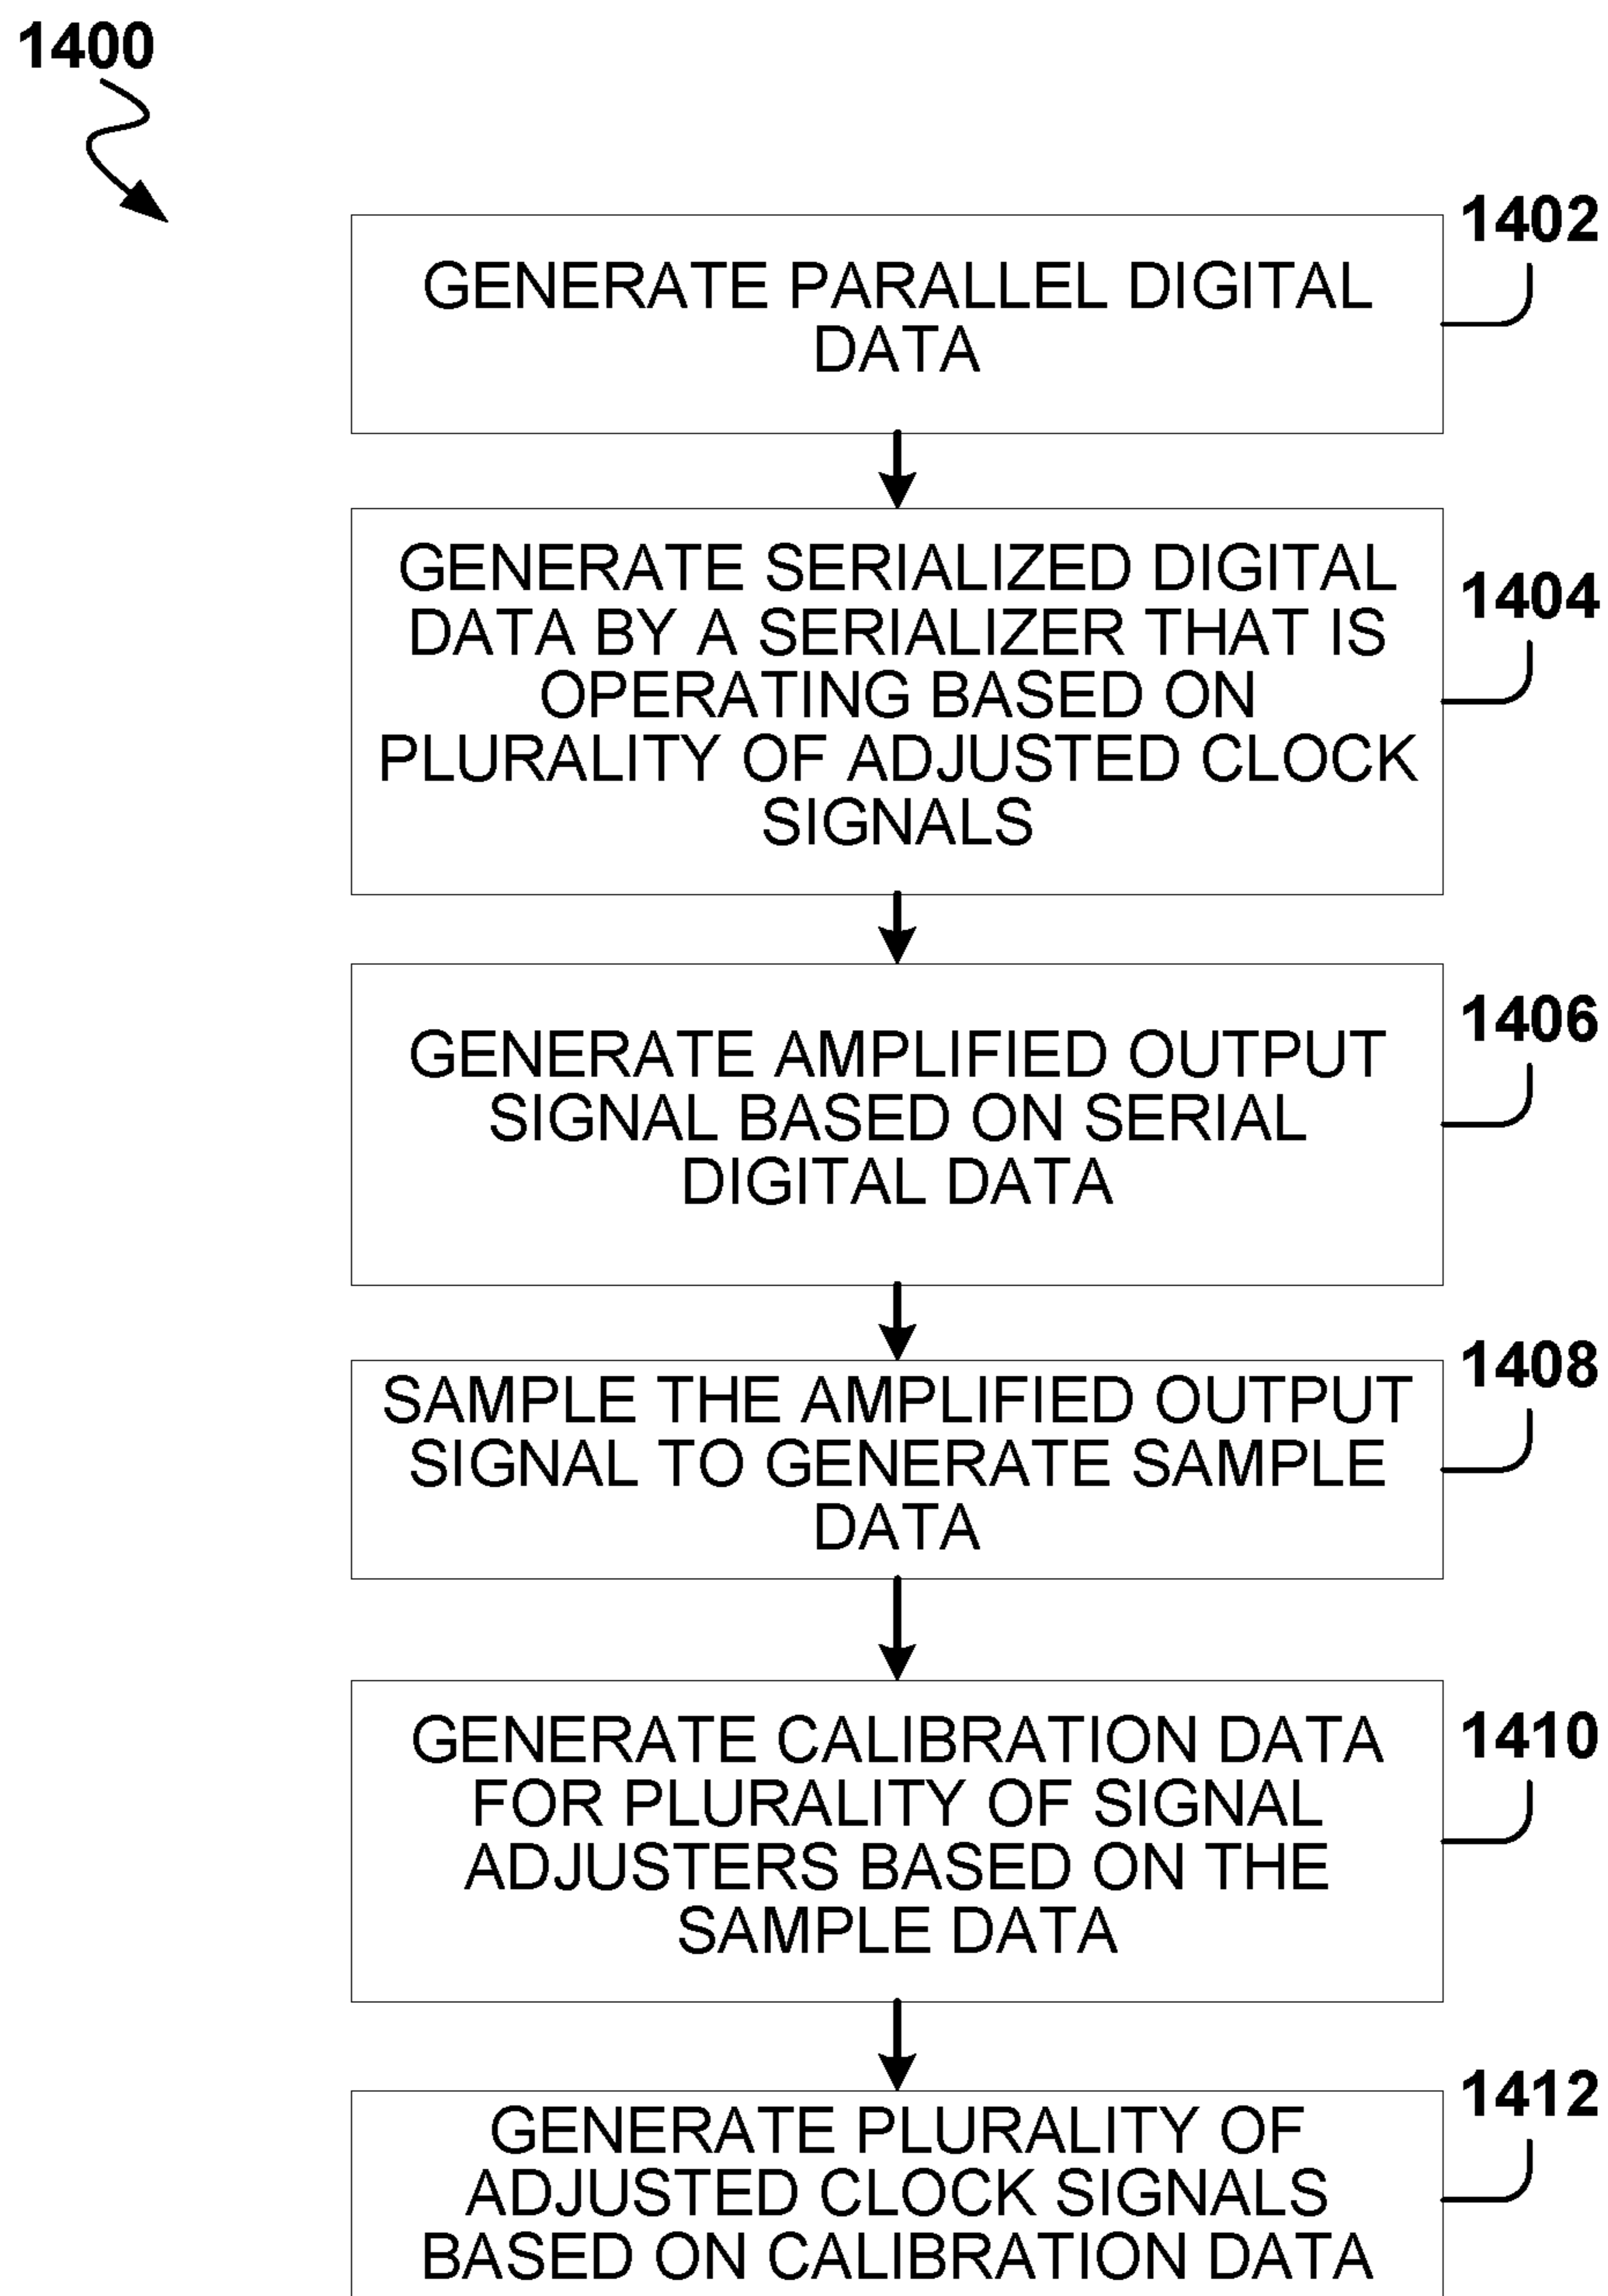 1400
1402
GENERATE PARALLEL DIGITAL
DATA
1404
GENERATE SERIALIZED DIGITAL
DATA BY A SERIALIZER THAT IS
OPERATING BASED ON
PLURALITY OF ADJUSTED CLOCK
SIGNALS
1406
GENERATE AMPLIFIED OUTPUT
SIGNAL BASED ON SERIAL
DIGITAL DATA
1408
SAMPLE THE AMPLIFIED OUTPUT
SIGNAL TO GENERATE SAMPLE
DATA
1410
GENERATE CALIBRATION DATA
FOR PLURALITY OF SIGNAL
ADJUSTERS BASED ON THE
SAMPLE DATA
1412
GENERATE PLURALITY OF
ADJUSTED CLOCK SIGNALS
BASED ON CALIBRATION DATA